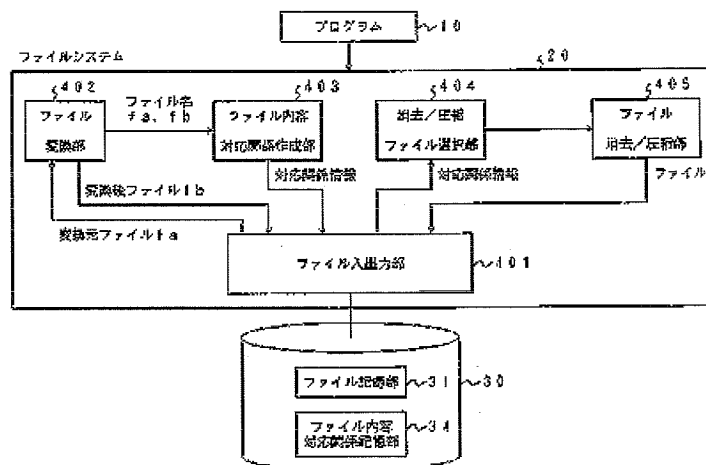 プログラム
10
ファイルシステム
20
402
ファイル
変換部
ファイル名
fa、fb
403
ファイル内容
対応関係作成部
404
消去／圧縮
ファイル選択部
405
ファイル
消去／圧縮部
対応関係情報
対応関係情報
ファイル
変換後ファイルfb
変換元ファイルfa
ファイル入出力部
401
ファイル記憶部
31
30
ファイル内容
対応関係記憶部
34